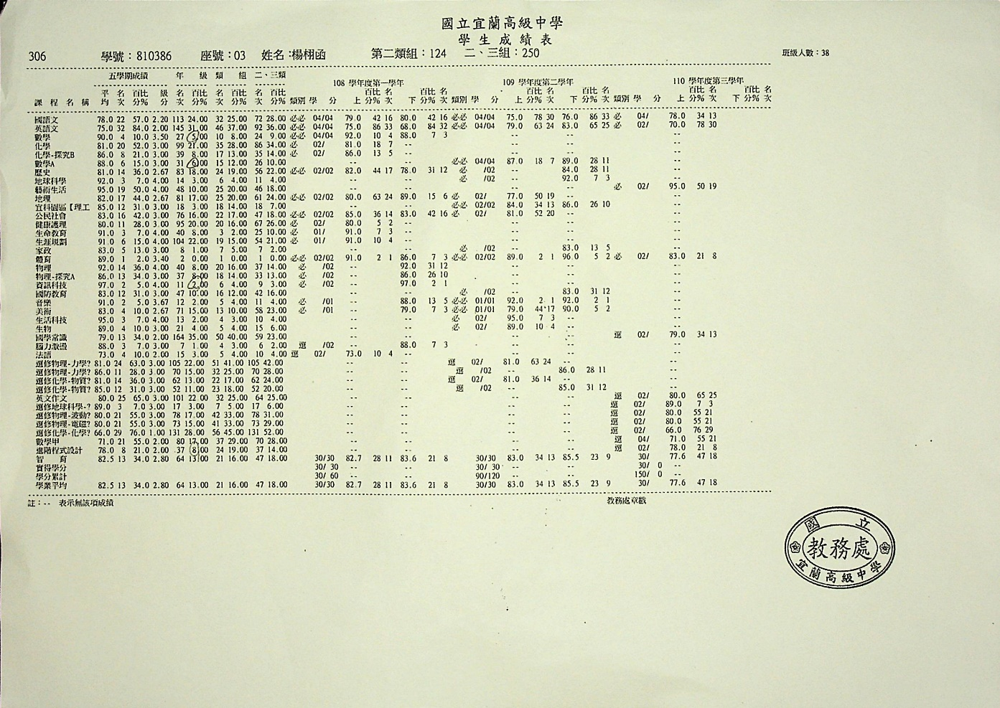 國立宜蘭高級中學
學生成績表
306 學號：810386 座號：03 姓名：楊栩函 第二類組：124 二、三組：250 班級人數：38
五學期成績 年級 類組 二、三類 108 學年度第一學年 109 學年度第二學年 110 學年度第三學年
課程名稱 平均 名次 百比分% 級分 名次 百比分% 名次 百比分% 名次 百比分% 類別 學分 上 百比分% 名次 下 百比分% 名次 類別 學分 上 百比分% 名次 下 百比分% 名次 類別 學分 上 百比分% 名次 下 百比分% 名次
國語文 78.0 22 57.0 2.20 113 24.00 32 25.00 72 28.00 必必 04/04 79.0 42 16 80.0 42 16 必必 04/04 75.0 78 30 76.0 86 33 必 04/ 78.0 34 13
英語文 75.0 32 84.0 2.00 145 31.00 46 37.00 92 36.00 必必 04/04 75.0 86 33 68.0 84 32 必必 04/04 79.0 63 24 83.0 65 25 必 02/ 70.0 78 30
數學 90.0 4 10.0 3.50 27 5.00 10 8.00 24 9.00 必必 04/04 92.0 10 4 88.0 7 3 -- -- --
化學 81.0 20 52.0 3.00 99 21.00 35 28.00 86 34.00 必 02/ 81.0 18 7 -- -- -- --
化學-探究B 86.0 8 21.0 3.00 39 8.00 17 13.00 35 14.00 必 02/ 86.0 13 5 -- -- -- --
數學A 88.0 6 15.0 3.00 31 6.00 15 12.00 26 10.00 -- -- 必必 04/04 87.0 18 7 89.0 28 11 --
歷史 81.0 14 36.0 2.67 83 18.00 24 19.00 56 22.00 必必 02/02 82.0 44 17 78.0 31 12 必 /02 -- 84.0 28 11 --
地球科學 92.0 3 7.0 4.00 14 3.00 6 4.00 11 4.00 -- -- 必 /02 -- 92.0 7 3 --
藝術生活 95.0 19 50.0 4.00 48 10.00 25 20.00 46 18.00 -- -- -- -- 必 02/ 95.0 50 19
地理 82.0 17 44.0 2.67 81 17.00 25 20.00 61 24.00 必必 02/02 80.0 63 24 89.0 15 6 必 02/ 77.0 50 19 -- --
宜科園區【理工 85.0 12 31.0 3.00 18 3.00 18 14.00 18 7.00 -- -- 必必 02/02 84.0 34 13 86.0 26 10 --
公民社會 83.0 16 42.0 3.00 76 16.00 22 17.00 47 18.00 必必 02/02 85.0 36 14 83.0 42 16 必 02/ 81.0 52 20 -- --
健康護理 80.0 11 28.0 3.00 95 20.00 20 16.00 67 26.00 必 02/ 80.0 5 2 -- -- -- --
生命教育 91.0 3 7.0 4.00 40 8.00 3 2.00 25 10.00 必 01/ 91.0 7 3 -- -- -- --
生涯規劃 91.0 6 15.0 4.00 104 22.00 19 15.00 54 21.00 必 01/ 91.0 10 4 -- -- -- --
家政 83.0 5 13.0 3.00 8 1.00 5 4.00 7 2.00 -- -- 必 /02 -- 83.0 13 5 --
體育 89.0 1 2.0 3.40 2 0.00 1 0.00 1 0.00 必必 02/02 91.0 2 1 86.0 7 3 必必 02/02 89.0 2 1 96.0 5 2 必 02/ 83.0 21 8
物理 92.0 14 36.0 4.00 40 8.00 20 16.00 37 14.00 必 /02 -- 92.0 31 12 -- -- --
物理-探究A 86.0 13 34.0 3.00 37 8.00 18 14.00 33 13.00 必 /02 -- 86.0 26 10 -- -- --
資訊科技 97.0 2 5.0 4.00 11 2.00 6 4.00 9 3.00 必 /02 -- 97.0 2 1 -- -- --
國防教育 83.0 12 31.0 3.00 47 10.00 16 12.00 42 16.00 -- -- 必 /02 -- 83.0 31 12 --
音樂 91.0 2 5.0 3.67 12 2.00 5 4.00 11 4.00 必 /01 -- 88.0 13 5 必必 01/01 92.0 2 1 92.0 2 1 --
美術 83.0 4 10.0 2.67 71 15.00 13 10.00 58 23.00 必 /01 -- 79.0 7 3 必必 01/01 79.0 44 17 90.0 5 2 --
生活科技 95.0 3 7.0 4.00 13 2.00 4 3.00 10 4.00 -- -- 必 02/ 95.0 7 3 -- --
生物 89.0 4 10.0 3.00 21 4.00 5 4.00 15 6.00 -- -- 必 02/ 89.0 10 4 -- --
國學常識 79.0 13 34.0 2.00 164 35.00 50 40.00 59 23.00 -- -- -- -- 選 02/ 79.0 34 13
腦力激盪 88.0 3 7.0 3.00 7 1.00 4 3.00 6 2.00 選 /02 -- 88.0 7 3 -- -- --
法語 73.0 4 10.0 2.00 15 3.00 5 4.00 10 4.00 選 02/ 73.0 10 4 -- -- -- --
選修物理-力學? 81.0 24 63.0 3.00 105 22.00 51 41.00 105 42.00 -- -- 選 02/ 81.0 63 24 -- --
選修物理-力學? 86.0 11 28.0 3.00 70 15.00 32 25.00 70 28.00 -- -- 選 /02 -- 86.0 28 11 --
選修化學-物質? 81.0 14 36.0 3.00 62 13.00 22 17.00 62 24.00 -- -- 選 02/ 81.0 36 14 -- --
選修化學-物質? 85.0 12 31.0 3.00 52 11.00 23 18.00 52 20.00 -- -- 選 /02 -- 85.0 31 12 --
英文作文 80.0 25 65.0 3.00 101 22.00 32 25.00 64 25.00 -- -- -- -- 選 02/ 80.0 65 25
選修地球科學-? 89.0 3 7.0 3.00 17 3.00 7 5.00 17 6.00 -- -- -- -- 選 02/ 89.0 7 3
選修物理-波動? 80.0 21 55.0 3.00 78 17.00 42 33.00 78 31.00 -- -- -- -- 選 02/ 80.0 55 21
選修物理-電磁? 80.0 21 55.0 3.00 73 15.00 41 33.00 73 29.00 -- -- -- -- 選 02/ 80.0 55 21
選修化學-化學? 66.0 29 76.0 1.00 131 28.00 56 45.00 131 52.00 -- -- -- -- 選 02/ 66.0 76 29
數學甲 71.0 21 55.0 2.00 80 17.00 37 29.00 70 28.00 -- -- -- -- 選 04/ 71.0 55 21
進階程式設計 78.0 8 21.0 3.00 37 8.00 24 19.00 37 14.00 -- -- -- -- 選 02/ 78.0 21 8
智育 82.5 13 34.0 2.80 64 13.00 21 16.00 47 18.00 30/30 82.7 28 11 83.6 21 8 30/30 83.0 34 13 85.5 23 9 30/ 77.6 47 18
實得學分 30/ 30 -- -- 30/ 30 -- -- 30/ 0 --
學分累計 30/ 60 -- -- 90/120 -- -- 150/ 0 --
學業平均 82.5 13 34.0 2.80 64 13.00 21 16.00 47 18.00 30/30 82.7 28 11 83.6 21 8 30/30 83.0 34 13 85.5 23 9 30/ 77.6 47 18
註：-- 表示無該項成績 教務處章戳
國立
教務處
宜蘭高級中學